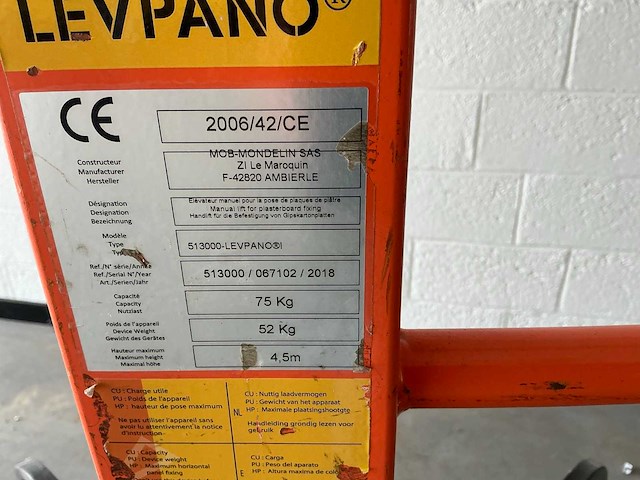 LEVPANO®
CE
2006/42/CE
Constructeur
Manufacturer
Hersteller
MOB-MONDELIN SAS
ZI Le Maroquin
F-42820 AMBIERLE
Désignation
Designation
Bezeichnung
Elévateur manuel pour la pose de plaques de plâtre
Manual lift for plasterboard fixing
Handlift für die Befestigung von Gipskartonplatten
Modèle
Type
513000-LEVPANO®I
Ref./N° série/Année
Ref./Serial N°/Year
Art./Serien/Jahr
513000 / 067102 / 2018
Capacité
Capacity
Nutzlast
75 Kg
Poids de l'appareil
Device Weight
Gewicht des Gerätes
52 Kg
Hauteur maximum
Maximum height
Maximal höhe
4,5m
CU : Charge utile
PU : Poids de l'appareil
HP : hauteur de pose maximum
Ne pas utiliser l'appareil sans
avoir lu attentivement la notice
d'instruction
NL
CU : Nuttig laadvermogen
PU : Gewicht van het apparaat
HP : Maximale plaatsingshoogte
Handleiding grondig lezen voor
gebruik
CU : Capacity
PU : Device weight
HP : Maximum horizontal
panel fixing
E
CU : Carga
PU : Peso del aparato
HP : Altura maxima de